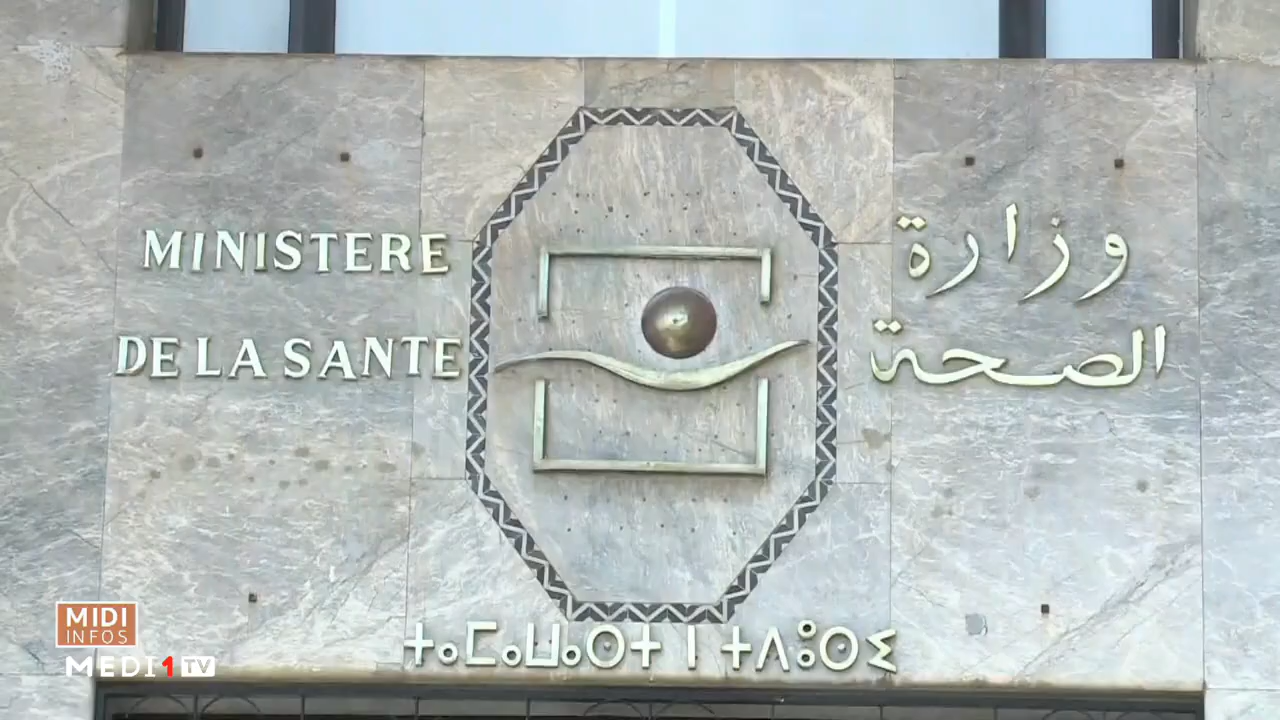 MINISTERE
DE LA SANTE
وزارة
الصحة
ⵜⴰⵎⴰⵡⴰⵙⵜ ⵏ ⵜⴷⵓⵙⵉ
MIDI
INFOS
MEDI1TV